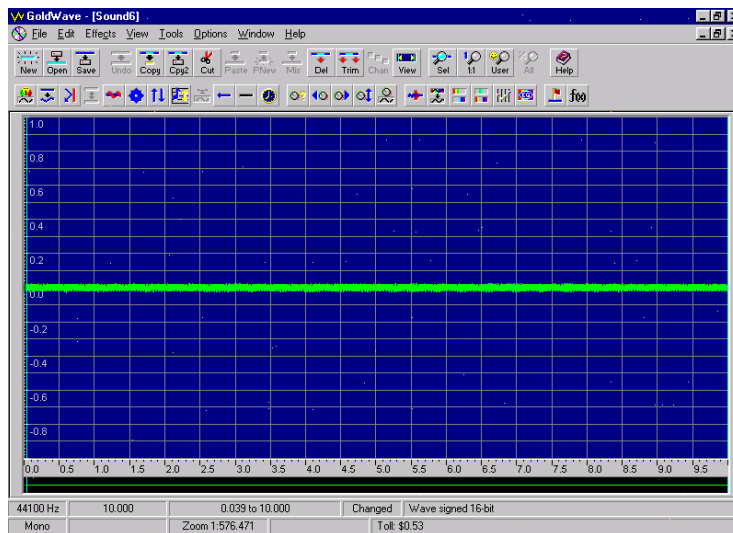 GoldWave - [Sound6]
File Edit Effects View Tools Options Window Help
New Open Save Undo Copy Cpy2 Cut Paste PNew Mix Del Trim Chan View Sel 1:1 User All Help
f(x)
1.0
0.8
0.6
0.4
0.2
0.0
-0.2
-0.4
-0.6
-0.8
0.0 0.5 1.0 1.5 2.0 2.5 3.0 3.5 4.0 4.5 5.0 5.5 6.0 6.5 7.0 7.5 8.0 8.5 9.0 9.5
44100 Hz 10.000 0.039 to 10.000 Changed Wave signed 16-bit
Mono Zoom 1:576.471 Toll: $0.53